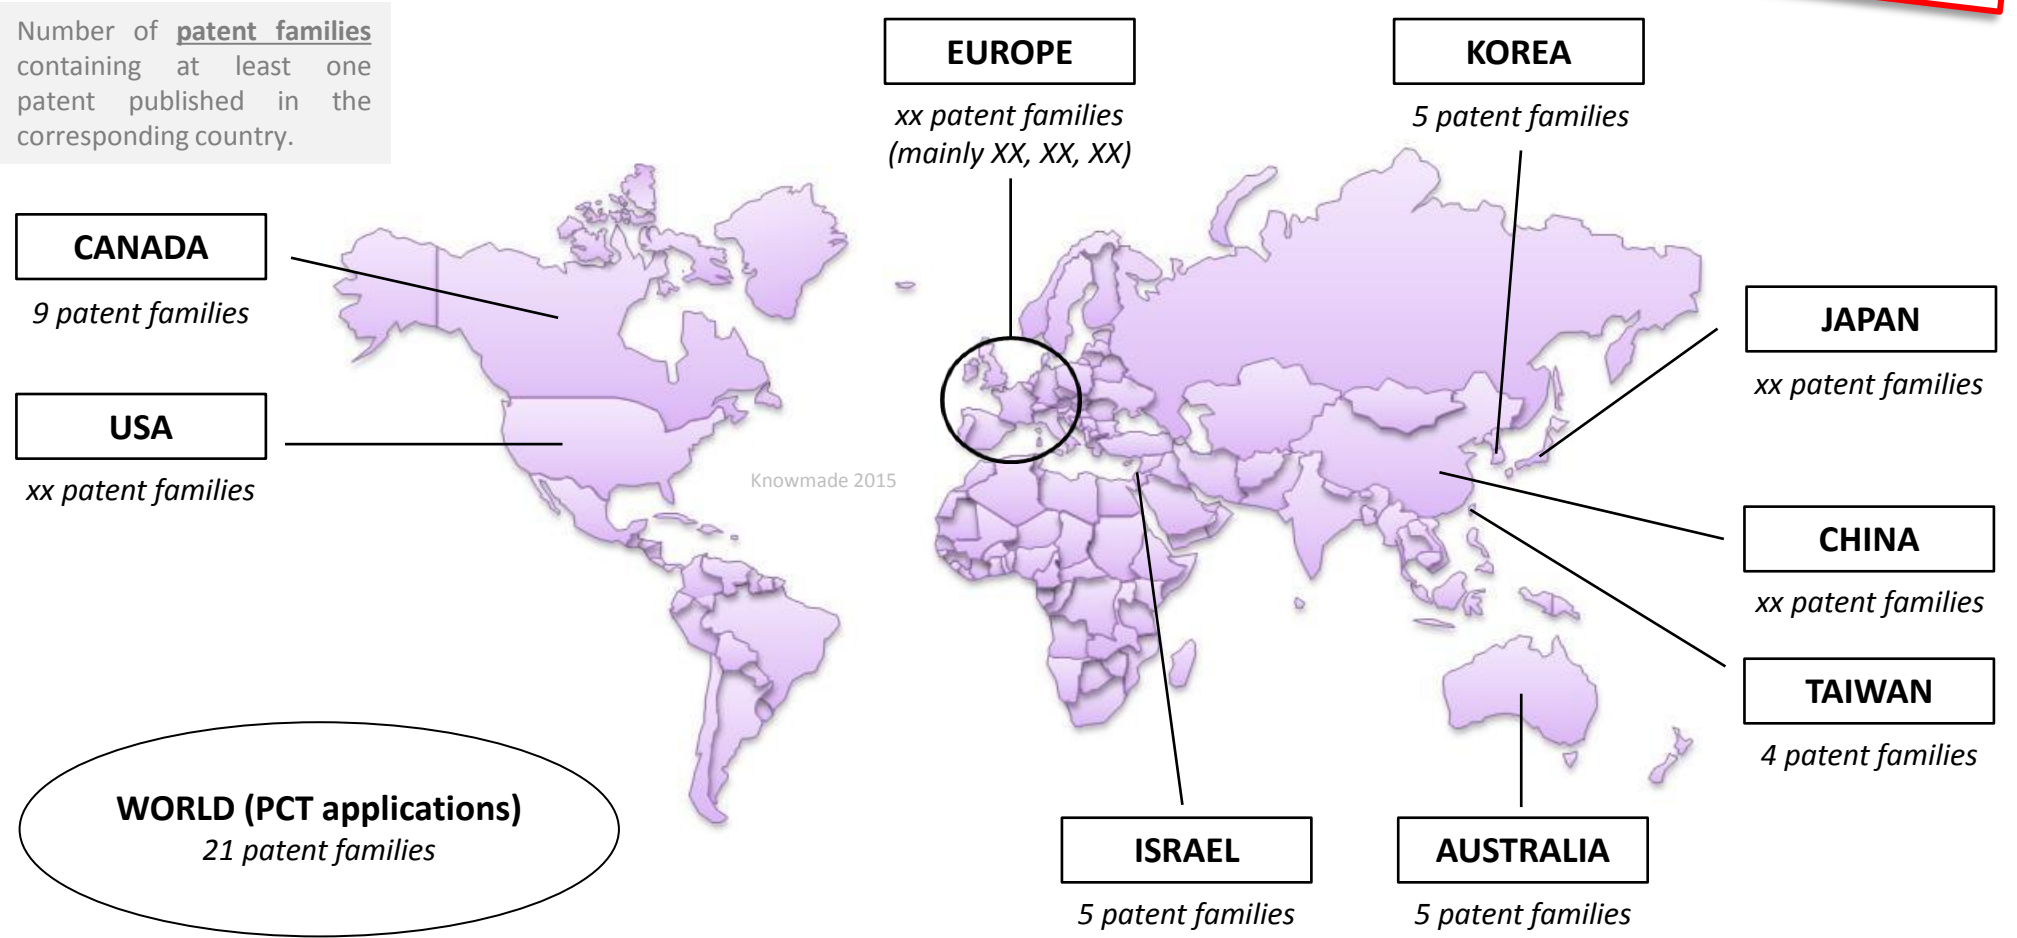 Number of patent families
containing at least one
patent published in the
corresponding country.
EUROPE
xx patent families
(mainly XX, XX, XX)
KOREA
5 patent families
CANADA
9 patent families
JAPAN
xx patent families
USA
xx patent families
Knowmade 2015
CHINA
xx patent families
TAIWAN
4 patent families
WORLD (PCT applications)
21 patent families
ISRAEL
5 patent families
AUSTRALIA
5 patent families